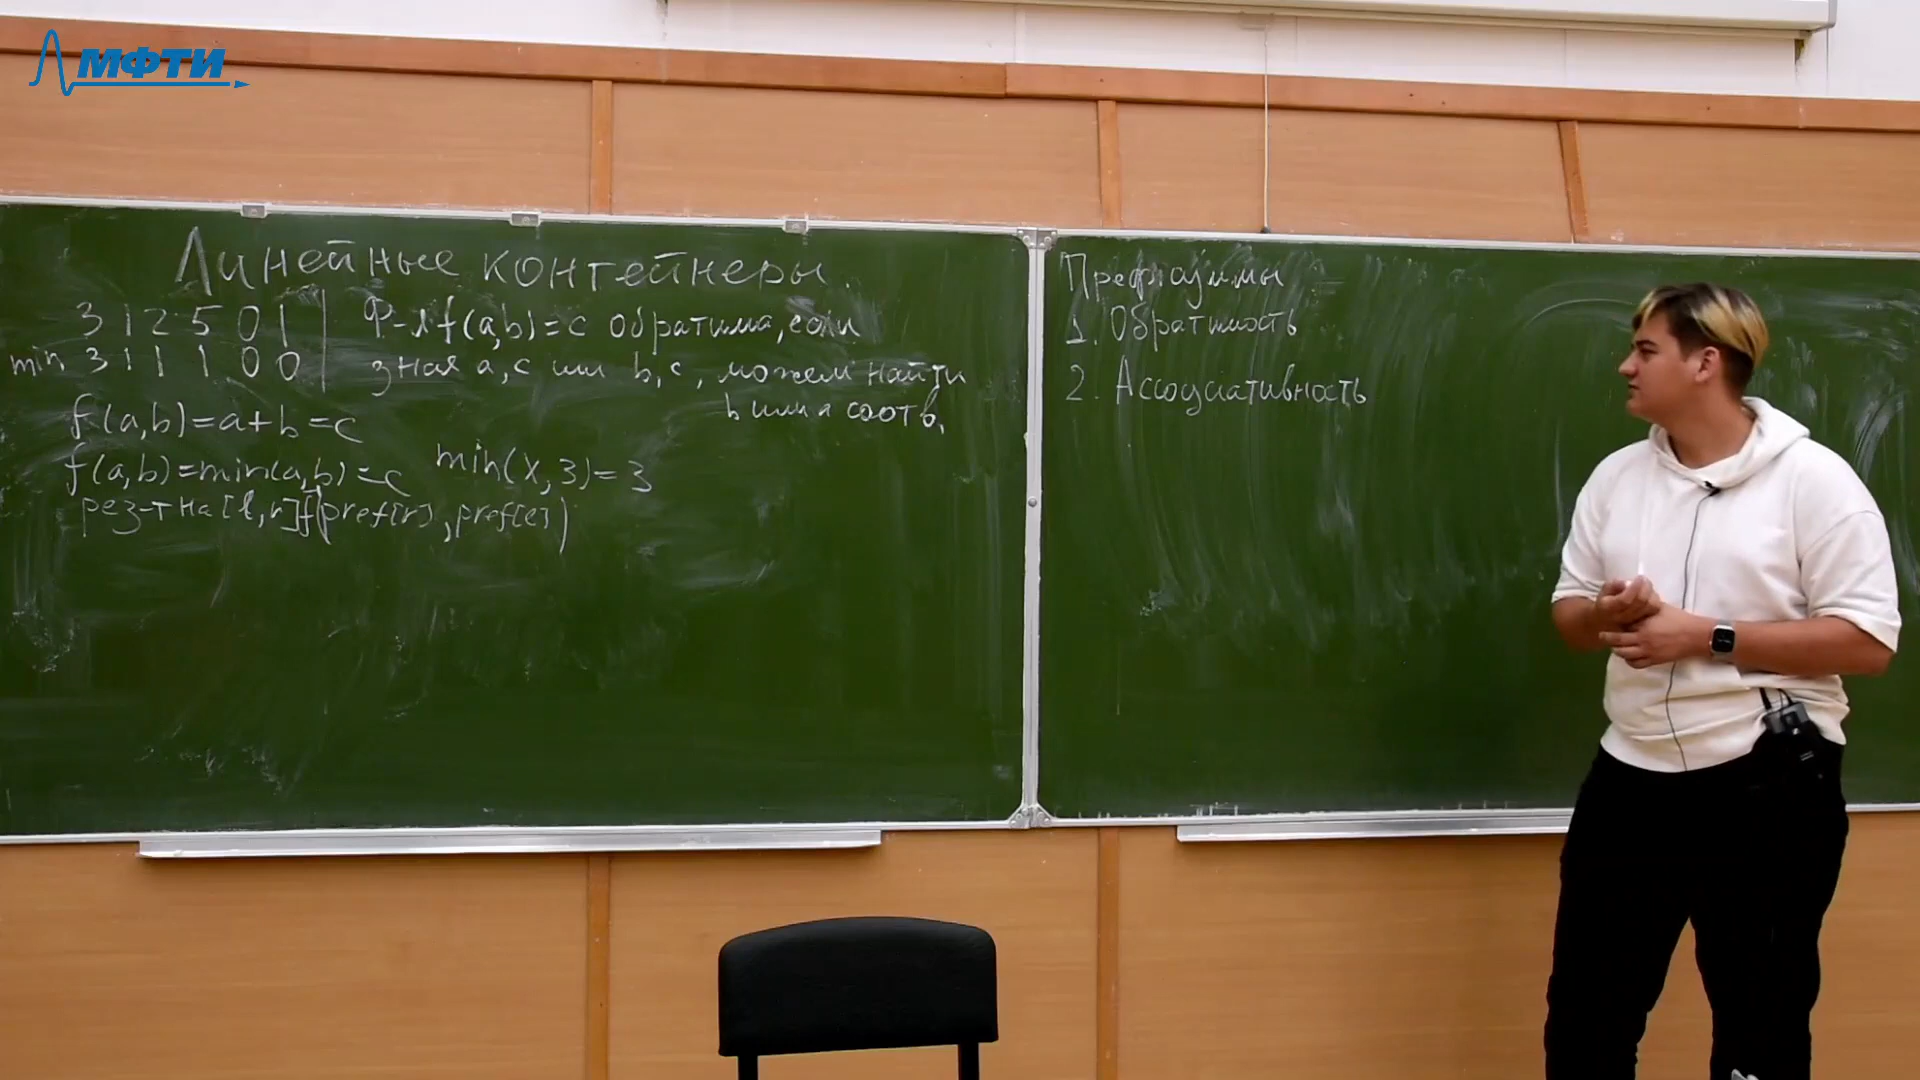 МФТИ
Линейные контейнеры
3 1 2 5 0 1
min 3 1 1 1 0 0
Ф-я f(a,b)=c обратима, если
зная a,c или b,c, можем найти
b или a соотв.
f(a,b)=a+b=c
f(a,b)=min(a,b)=c min(x,3)=3
рез-т на [l,r] f(pref[r], pref[l])
Префсуммы
1. Обратимость
2. Ассоциативность